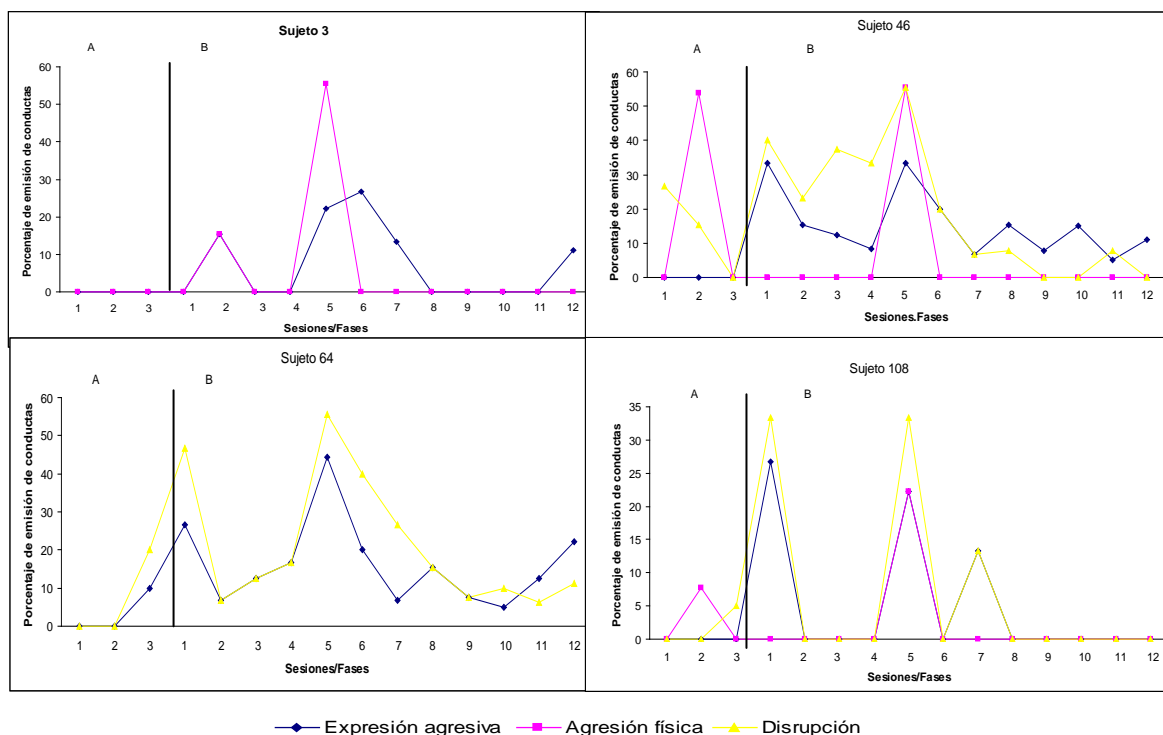 Sujeto 3
A B
Porcentaje de emisión de conductas
60
50
40
30
20
10
0
1 2 3 1 2 3 4 5 6 7 8 9 10 11 12
Sesiones/Fases
Sujeto 46
A B
Porcentaje de emisión de conductas
60
50
40
30
20
10
0
1 2 3 1 2 3 4 5 6 7 8 9 10 11 12
Sesiones.Fases
Sujeto 64
A B
Porcentaje de emisión de conductas
60
50
40
30
20
10
0
1 2 3 1 2 3 4 5 6 7 8 9 10 11 12
Sesiones/Fases
Sujeto 108
A B
Porcentaje de emisión de conductas
35
30
25
20
15
10
5
0
1 2 3 1 2 3 4 5 6 7 8 9 10 11 12
Sesiones/Fases
Expresión agresiva Agresión física Disrupción